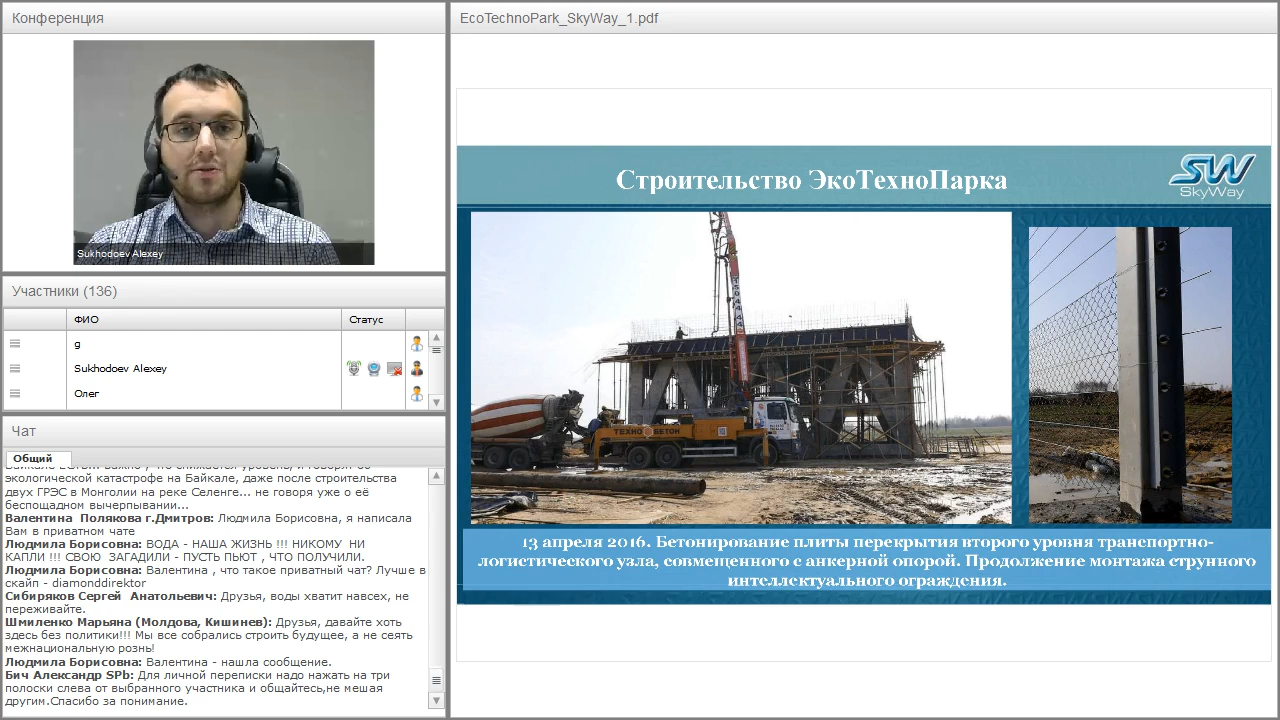 Конференция
Sukhodoev Alexey
Участники (136)
ФИО
Статус
g
Sukhodoev Alexey
Олег
Чат
Общий
экологической катастрофе на Байкале, даже после строительства
двух ГРЭС в Монголии на реке Селенге... не говоря уже о её
беспощадном вычерпывании...
Валентина Полякова г.Дмитров: Людмила Борисовна, я написала
Вам в приватном чате
Людмила Борисовна: ВОДА - НАША ЖИЗНЬ !!! НИКОМУ НИ
КАПЛИ !!! СВОЮ ЗАГАДИЛИ - ПУСТЬ ПЬЮТ , ЧТО ПОЛУЧИЛИ.
Людмила Борисовна: Валентина , что такое приватный чат? Лучше в
скайп - diamonddirektor
Сибиряков Сергей Анатольевич: Друзья, воды хватит навсех, не
переживайте.
Шмиленко Марьяна (Молдова, Кишинев): Друзья, давайте хоть
здесь без политики!!! Мы все собрались строить будущее, а не сеять
межнациональную рознь!
Людмила Борисовна: Валентина - нашла сообщение.
Бич Александр SPb: Для личной переписки надо нажать на три
полоски слева от выбранного участника и общайтесь,не мешая
другим.Спасибо за понимание.
EcoTechnoPark_SkyWay_1.pdf
Строительство ЭкоТехноПарка
SW
SkyWay
ТЕХНО БЕТОН
13 апреля 2016. Бетонирование плиты перекрытия второго уровня транспортно-
логистического узла, совмещенного с анкерной опорой. Продолжение монтажа струнного
интеллектуального ограждения.